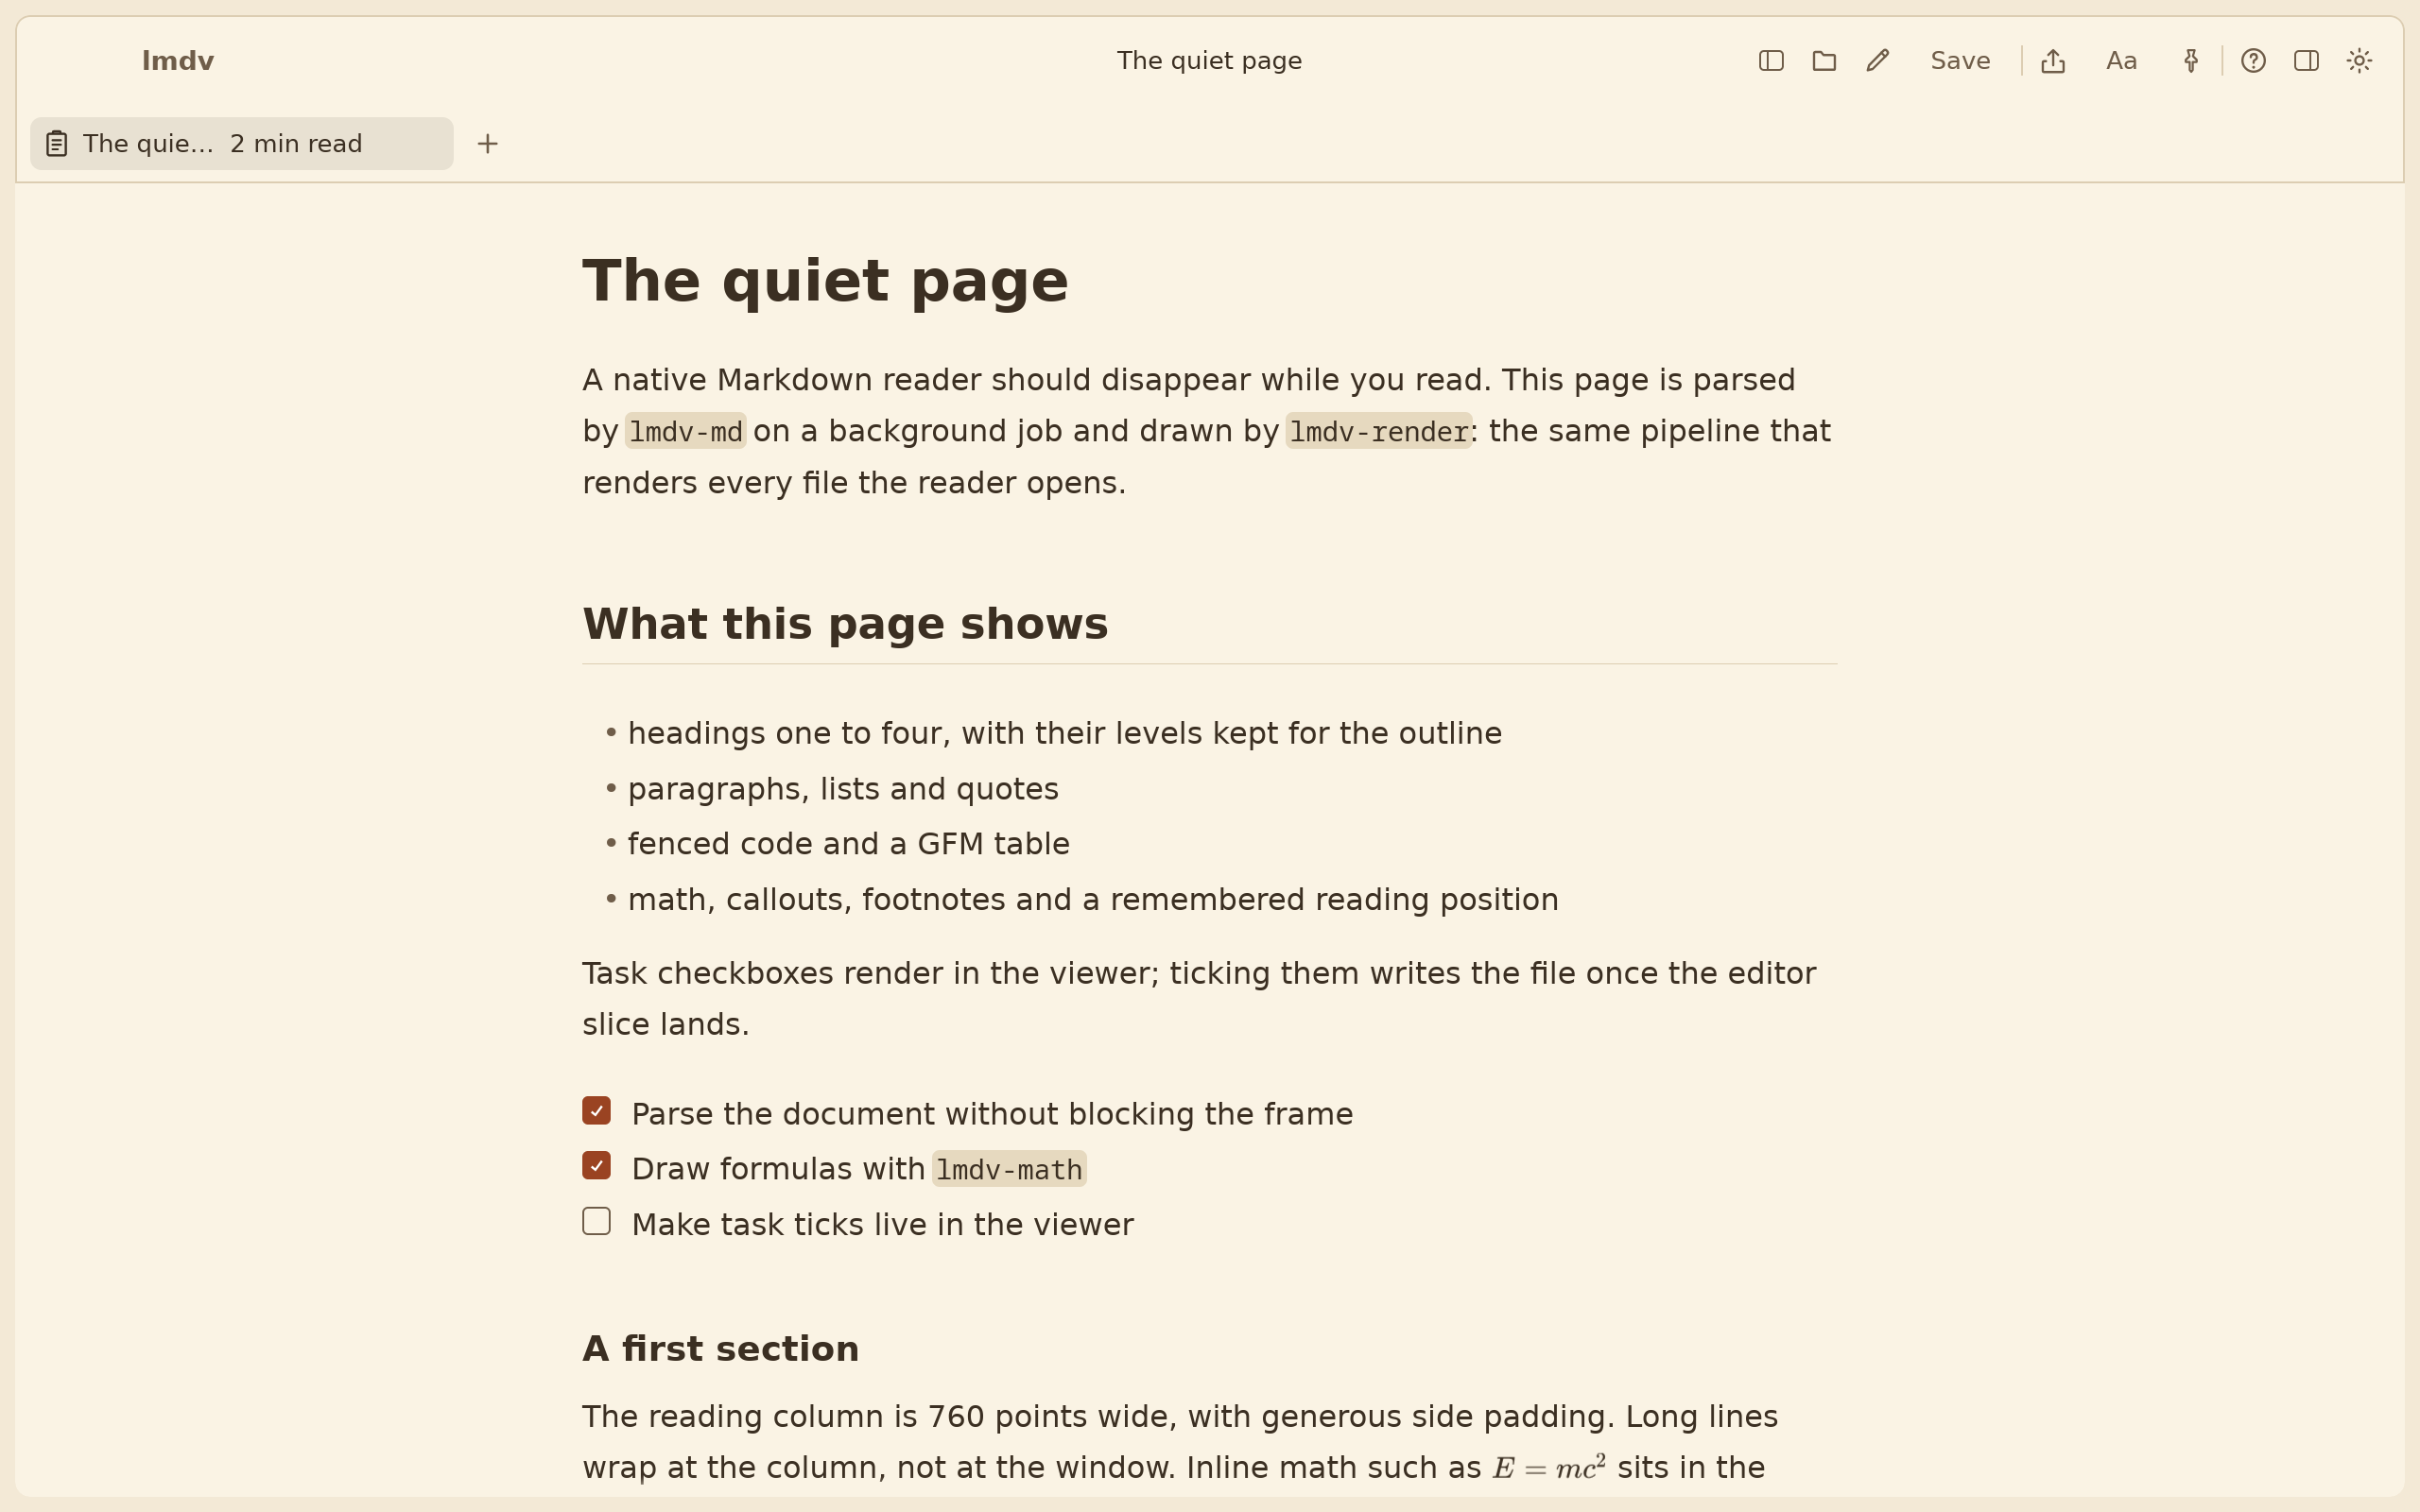 lmdv
The quiet page
Save
Aa
The quie... 2 min read
The quiet page
A native Markdown reader should disappear while you read. This page is parsed
by lmdv-md on a background job and drawn by lmdv-render: the same pipeline that
renders every file the reader opens.
What this page shows
• headings one to four, with their levels kept for the outline
• paragraphs, lists and quotes
• fenced code and a GFM table
• math, callouts, footnotes and a remembered reading position
Task checkboxes render in the viewer; ticking them writes the file once the editor
slice lands.
Parse the document without blocking the frame
Draw formulas with lmdv-math
Make task ticks live in the viewer
A first section
The reading column is 760 points wide, with generous side padding. Long lines
wrap at the column, not at the window. Inline math such as E = mc² sits in the